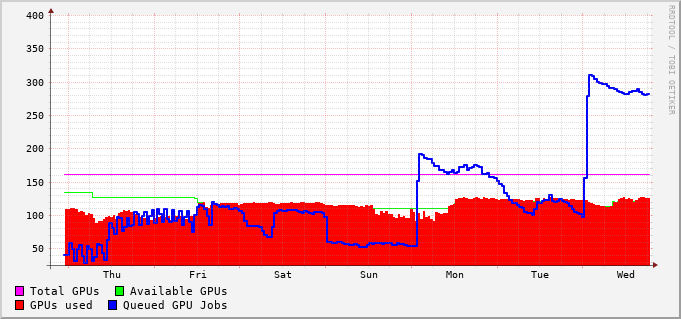 400
350
300
250
200
150
100
50
Thu Fri Sat Sun Mon Tue Wed
Total GPUs Available GPUs
GPUs used Queued GPU Jobs
RRDTOOL / TOBI OETIKER